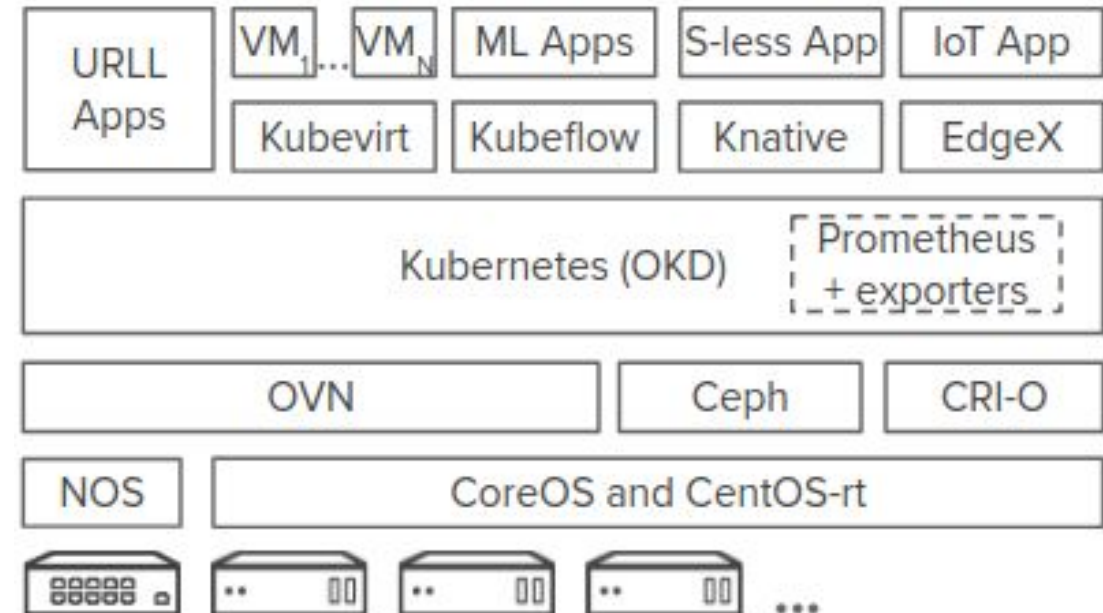 URLL
Apps
VM1...VMN
ML Apps
S-less App
IoT App
Kubevirt
Kubeflow
Knative
EdgeX
Kubernetes (OKD)
Prometheus
+ exporters
OVN
Ceph
CRI-O
NOS
CoreOS and CentOS-rt
...